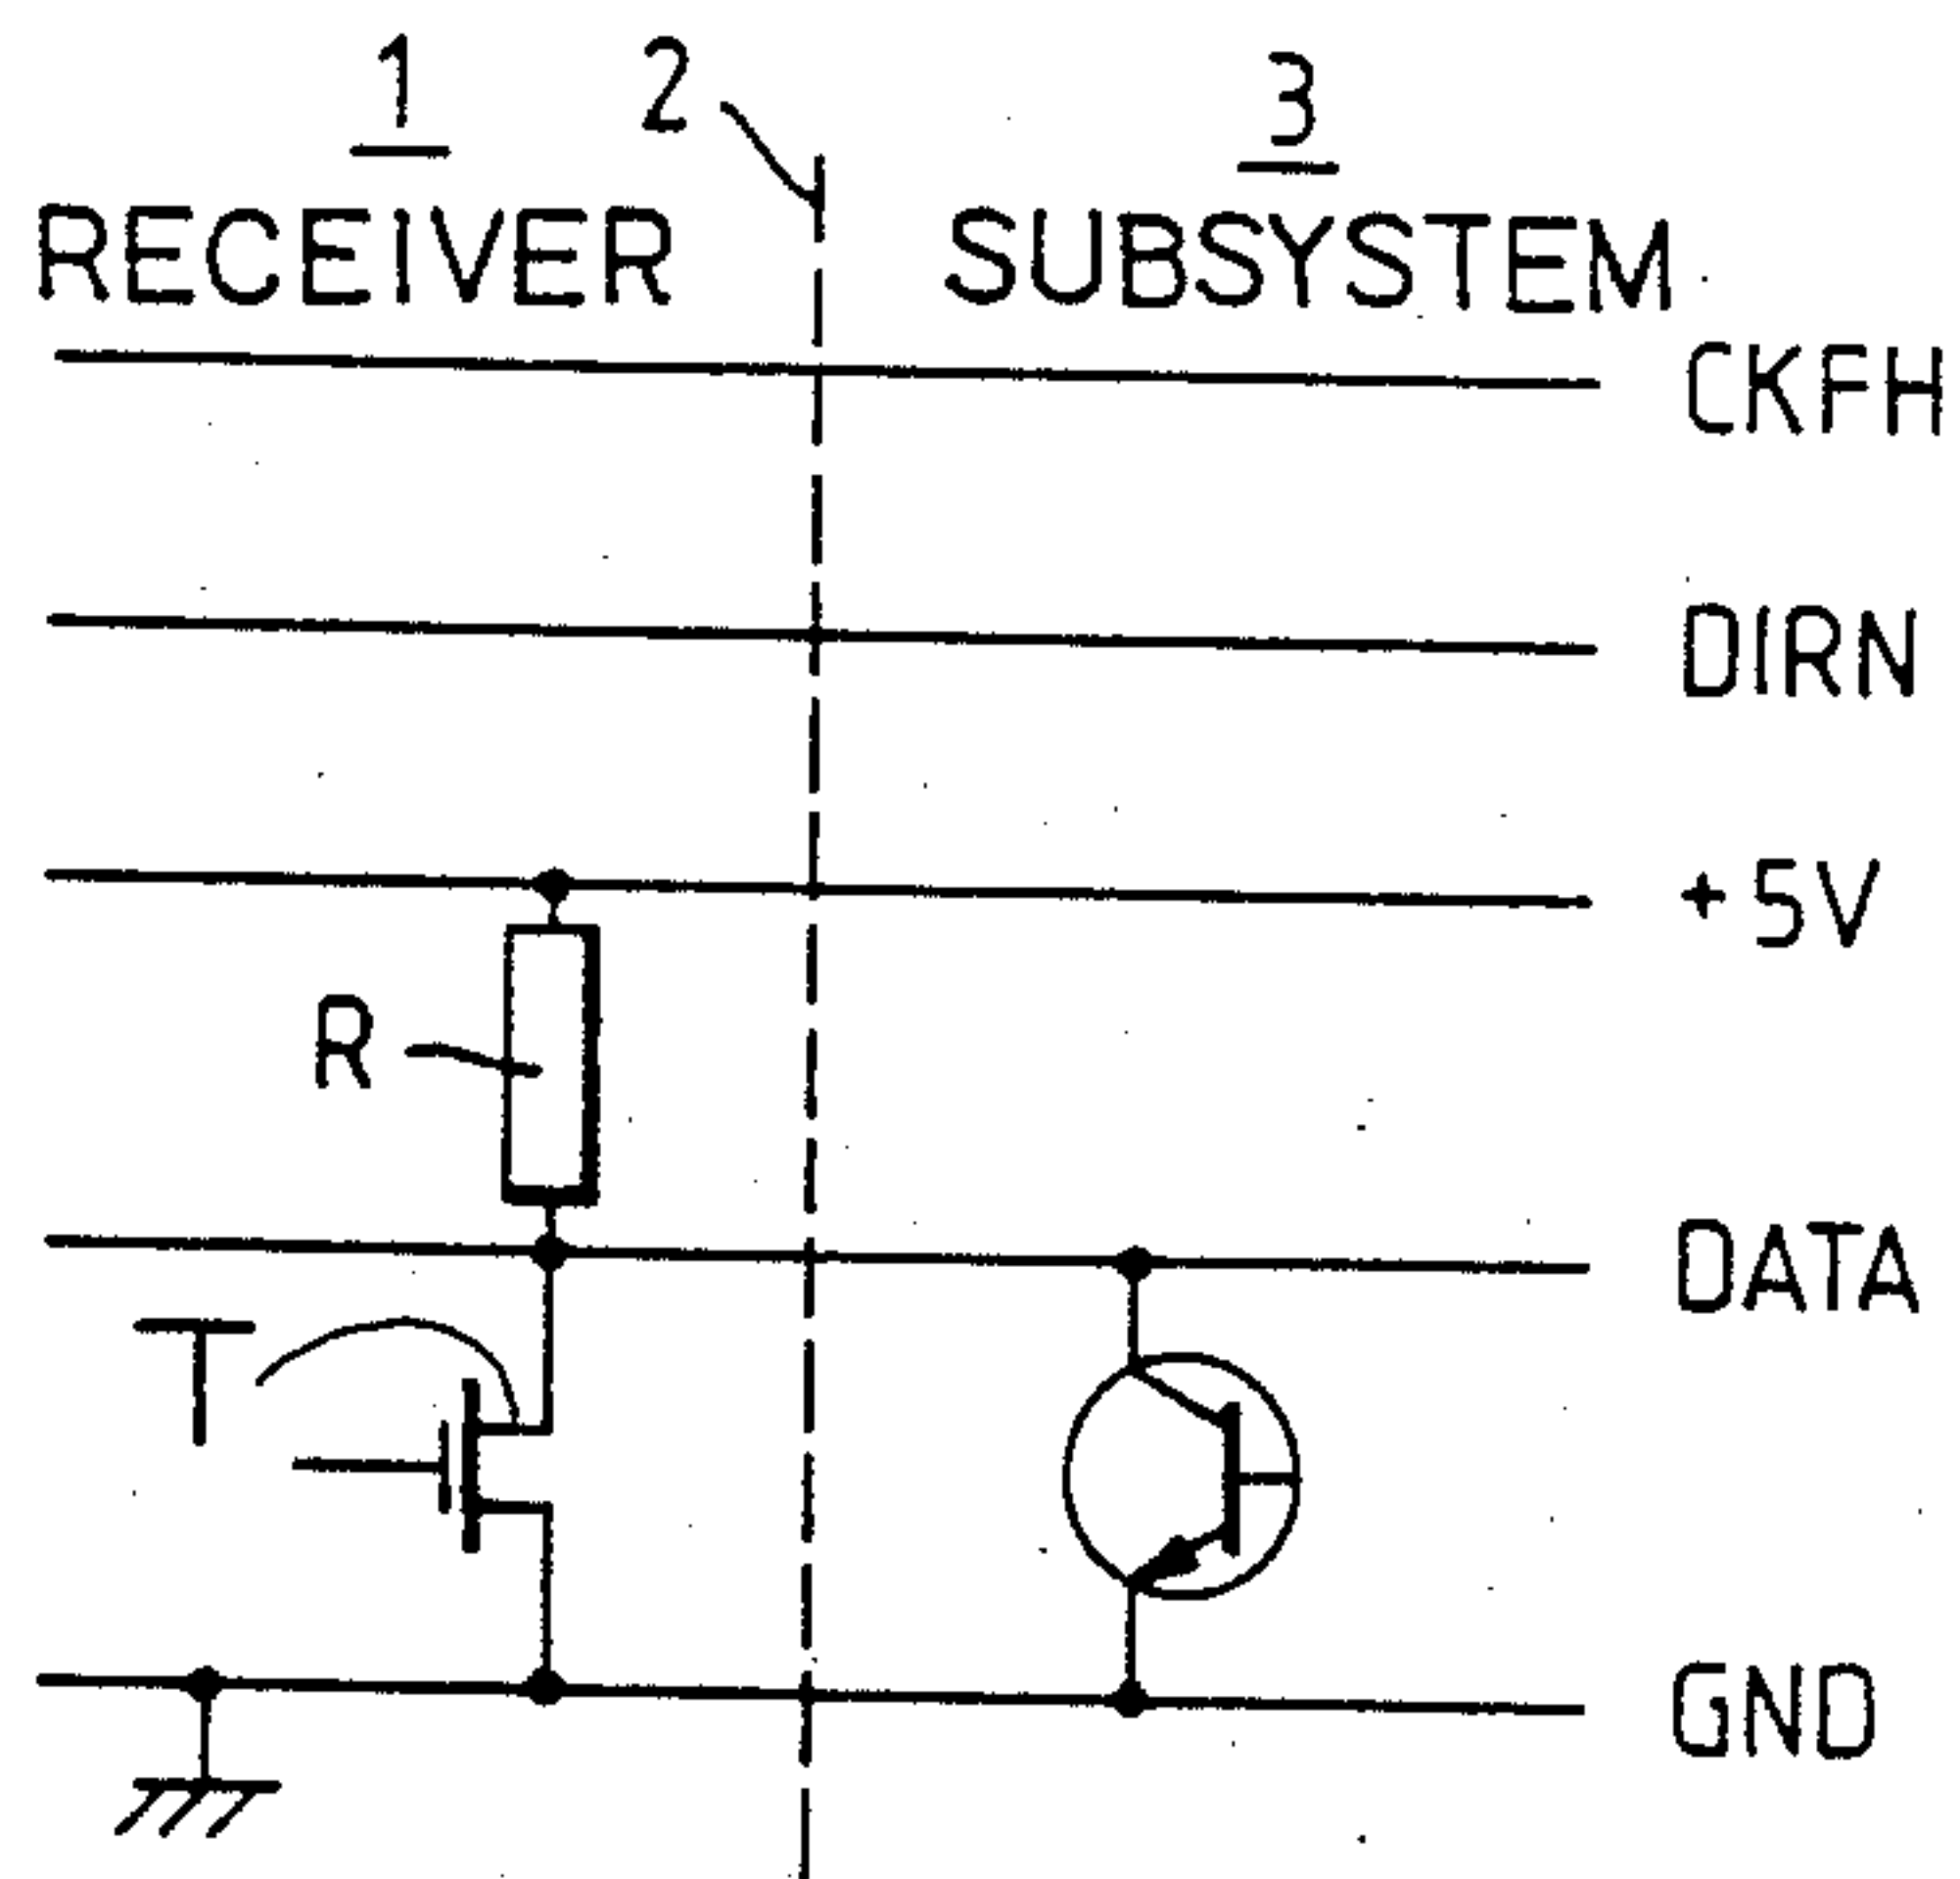 1
2
3
RECEIVER
SUBSYSTEM
CKFH
DIRN
+5V
R
DATA
T
GND